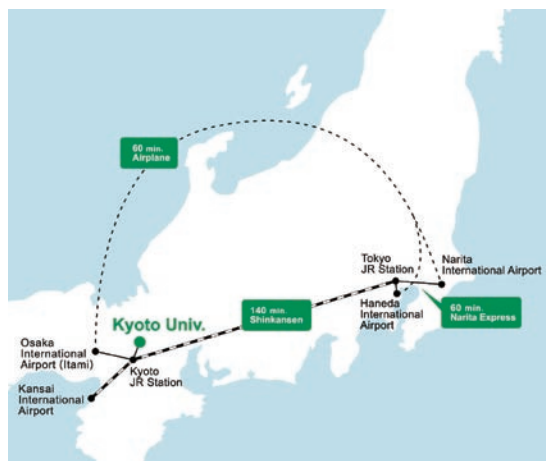 60 min.
Airplane
Tokyo
JR Station
Narita
International Airport
Haneda
International
Airport
60 min.
Narita Express
140 min.
Shinkansen
Kyoto Univ.
Osaka
International
Airport (Itami)
Kyoto
JR Station
Kansai
International
Airport